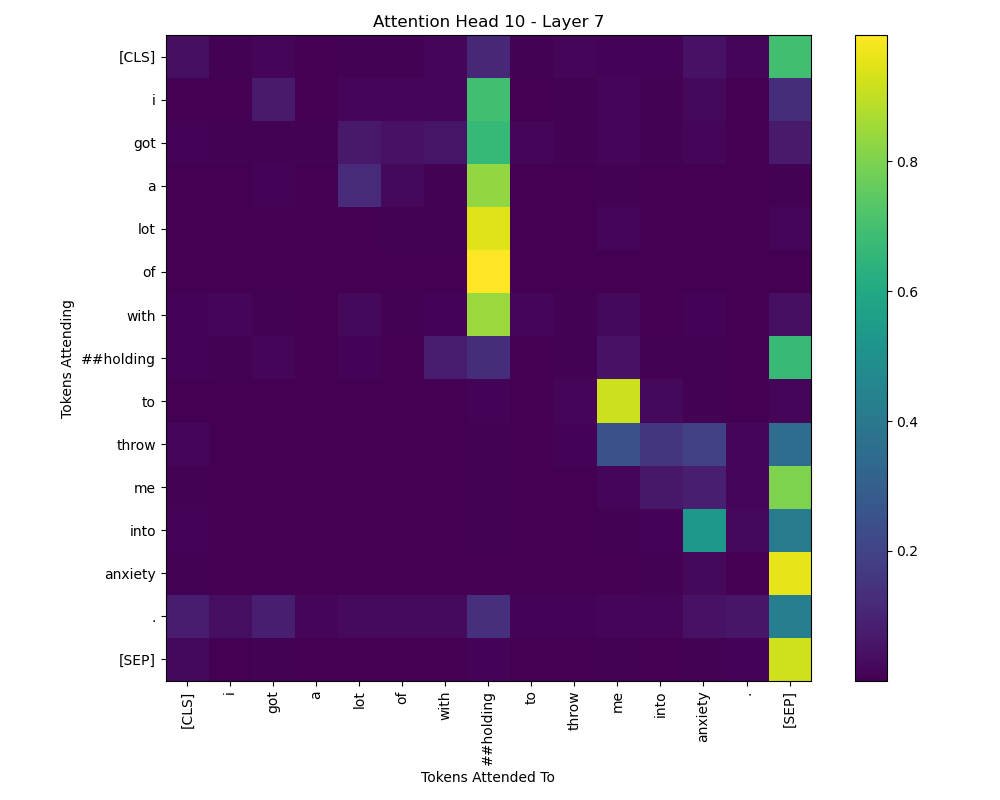 Attention Head 10 - Layer 7
[CLS]
i
got
a
lot
of
with
##holding
to
throw
me
into
anxiety
.
[SEP]
Tokens Attending
[CLS]
i
got
a
lot
of
with
##holding
to
throw
me
into
anxiety
.
[SEP]
Tokens Attended To
0.8
0.6
0.4
0.2